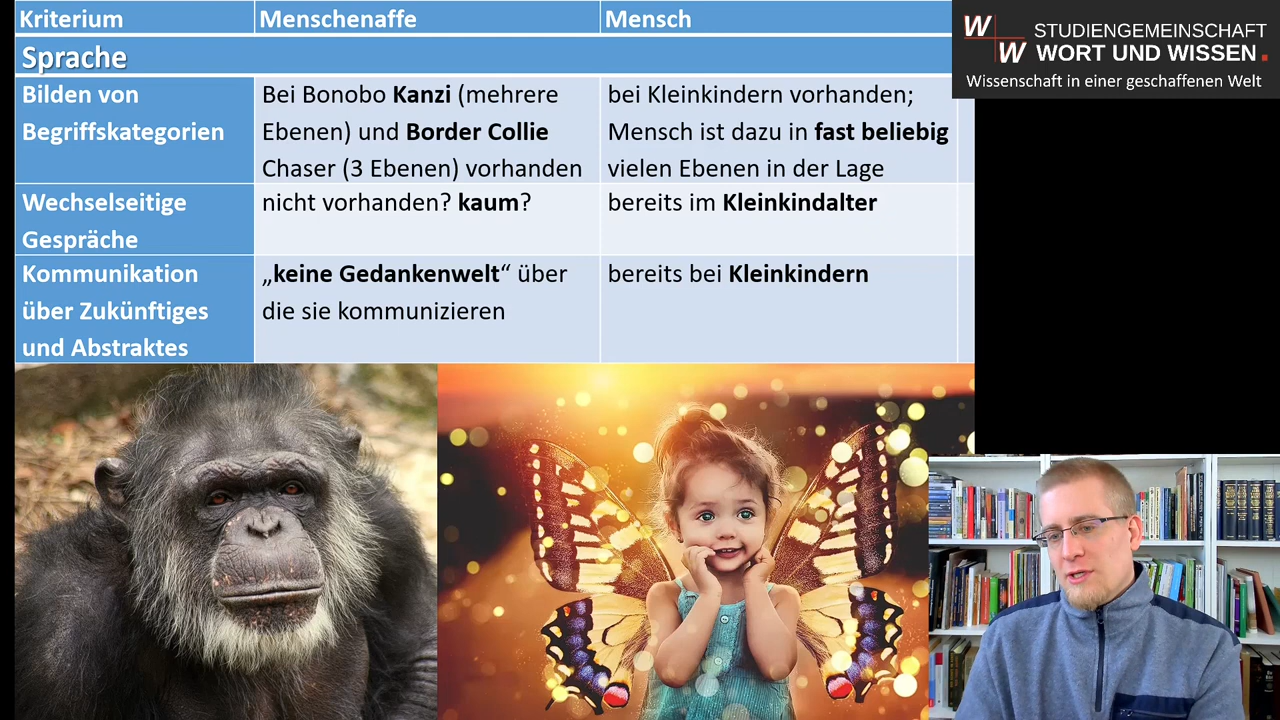 Kriterium
Menschenaffe
Mensch
Sprache
Bilden von
Begriffskategorien
Bei Bonobo Kanzi (mehrere
Ebenen) und Border Collie
Chaser (3 Ebenen) vorhanden
bei Kleinkindern vorhanden;
Mensch ist dazu in fast beliebig
vielen Ebenen in der Lage
Wechselseitige
Gespräche
nicht vorhanden? kaum?
bereits im Kleinkindalter
Kommunikation
über Zukünftiges
und Abstraktes
„keine Gedankenwelt“ über
die sie kommunizieren
bereits bei Kleinkindern
W
W
STUDIENGEMEINSCHAFT
WORT UND WISSEN.
Wissenschaft in einer geschaffenen Welt